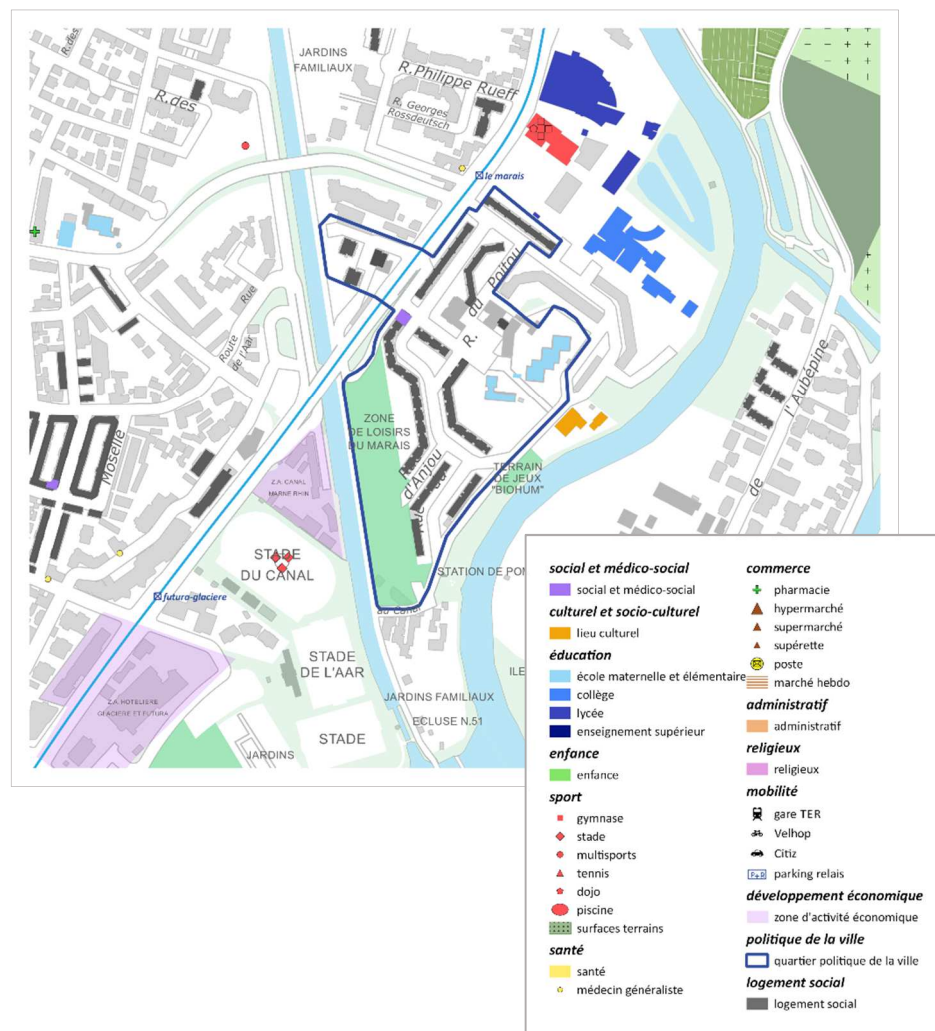 JARDINS
FAMILIAUX
R.des
R.des
R. Philippe Rueff
R. Georges
Rossdeutsch
le marais
R. du Poitou
Rue
Route
de l'Aar
ZONE
DE LOISIRS
DU MARAIS
d'Anjou
TERRAIN
DE JEUX
"BIOHUM"
de l'Aubépine
Moselle
Z.A. CANAL
MARNE RHIN
STADE
DU CANAL
futura-glaciere
STADE
DE L'AAR
Z.A. HOTELIERE
GLACIERE ET FUTURA
JARDINS
STADE
JARDINS FAMILIAUX
ECLUSE N.51
au Canal
STATION DE
ILE
social et médico-social
social et médico-social
culturel et socio-culturel
lieu culturel
éducation
école maternelle et élémentaire
collège
lycée
enseignement supérieur
enfance
enfance
sport
gymnase
stade
multisports
tennis
dojo
piscine
surfaces terrains
santé
santé
médecin généraliste
commerce
pharmacie
hypermarché
supermarché
supérette
poste
marché hebdo
administratif
administratif
religieux
religieux
mobilité
gare TER
Velhop
Citiz
P+R parking relais
développement économique
zone d'activité économique
politique de la ville
quartier politique de la ville
logement social
logement social